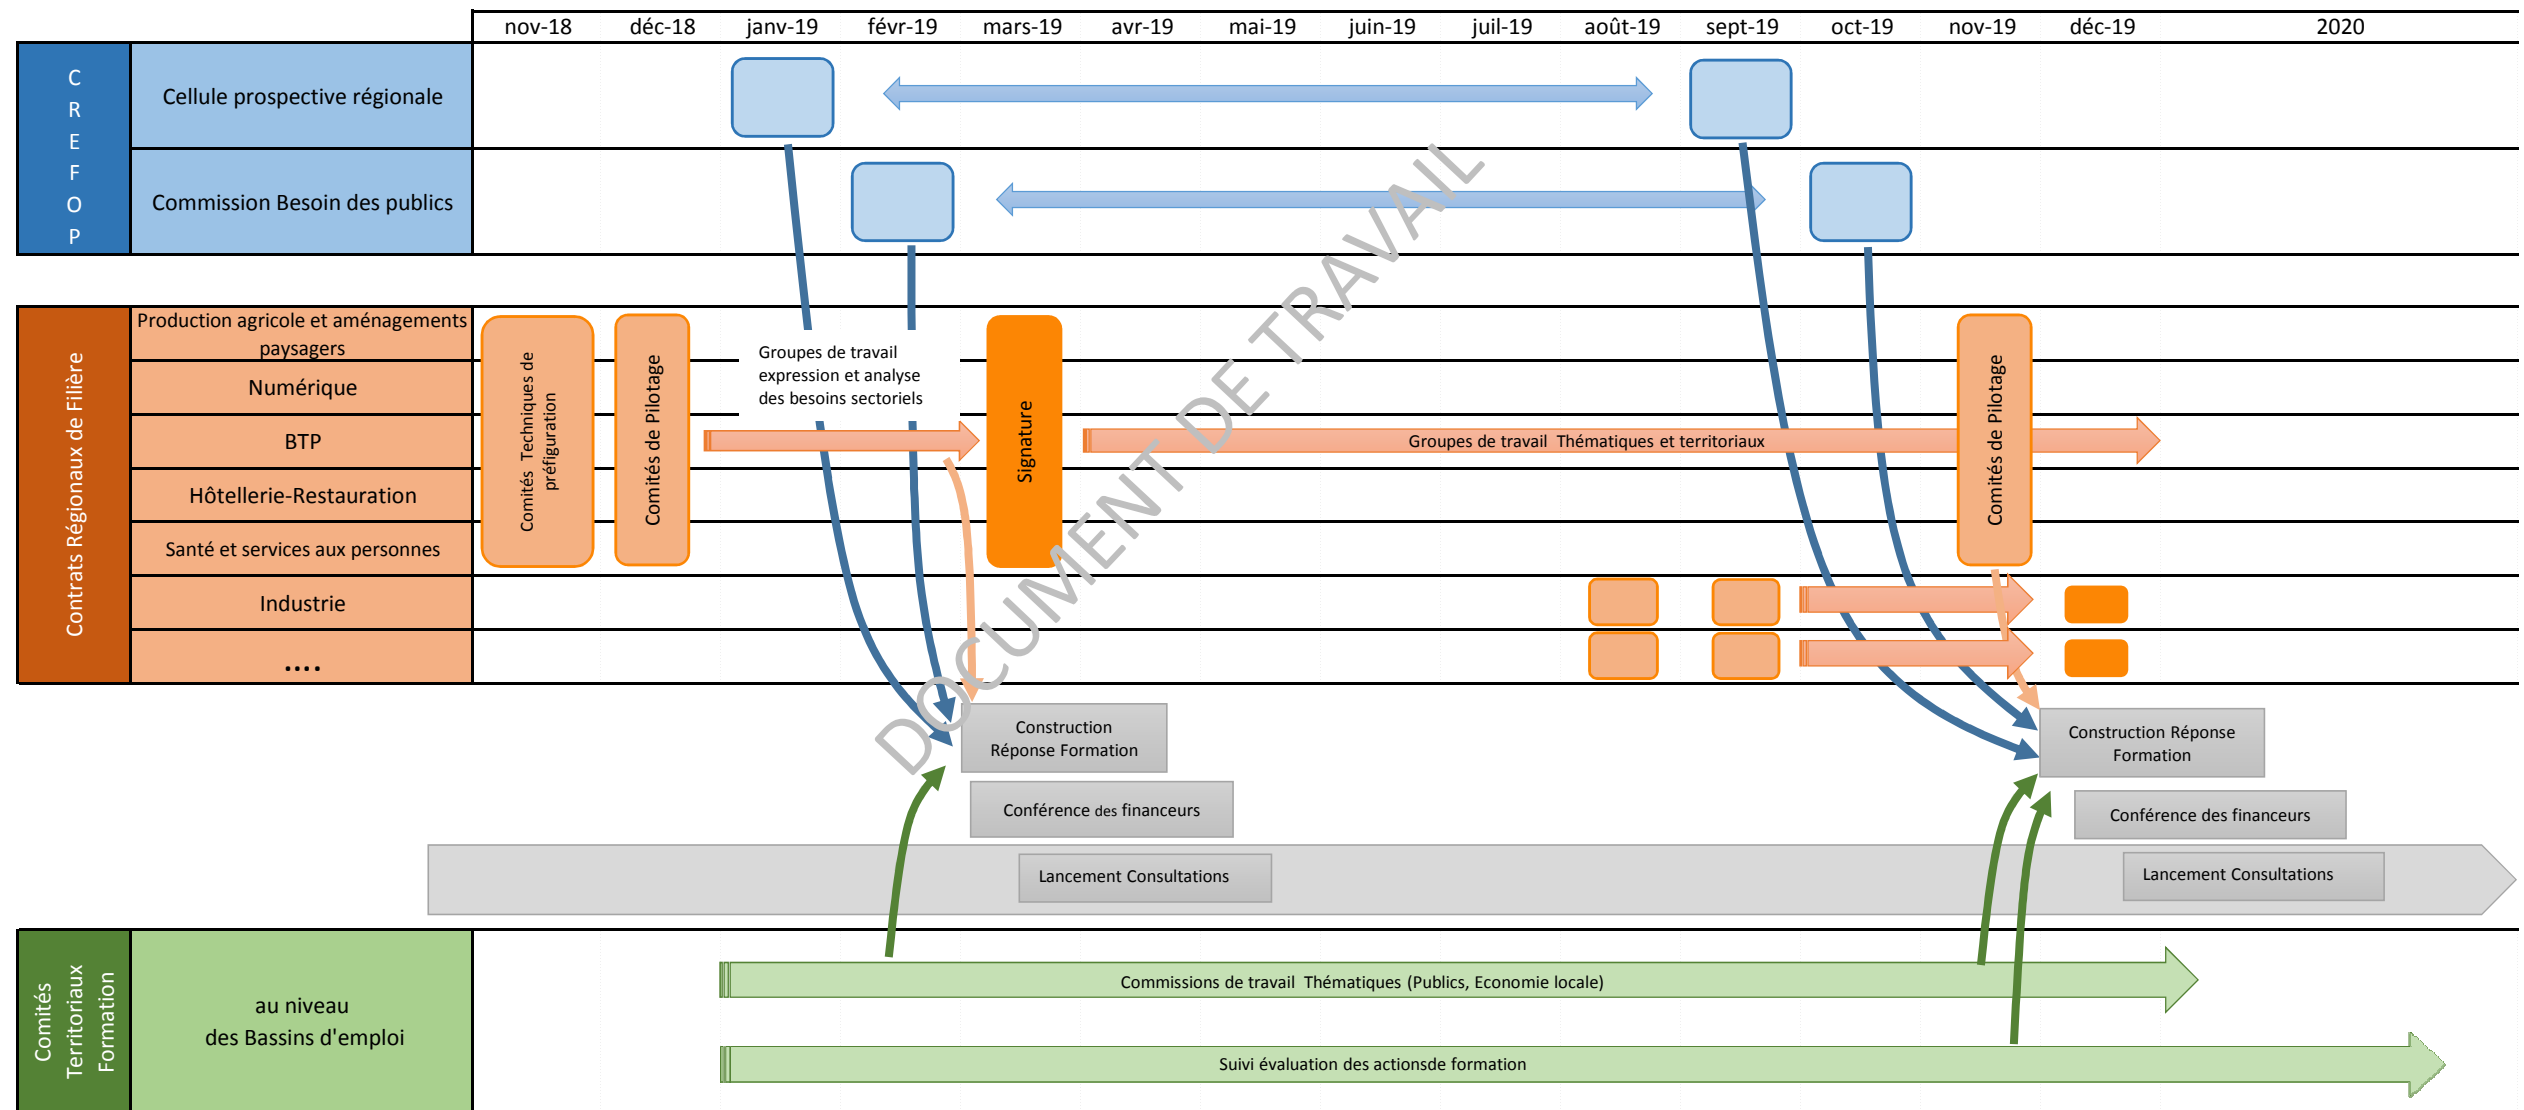 nov-18 déc-18 janv-19 févr-19 mars-19 avr-19 mai-19 juin-19 juil-19 août-19 sept-19 oct-19 nov-19 déc-19 2020
C
R
E
F
O
P
Cellule prospective régionale
Commission Besoin des publics
Contrats Régionaux de Filière
Production agricole et aménagements
paysagers
Numérique
BTP
Hôtellerie-Restauration
Santé et services aux personnes
Industrie
....
Comités Techniques de
préfiguration
Comités de Pilotage
Groupes de travail
expression et analyse
des besoins sectoriels
Signature
Groupes de travail Thématiques et territoriaux
Comités de Pilotage
Construction
Réponse Formation
Conférence des financeurs
Lancement Consultations
Construction Réponse
Formation
Conférence des financeurs
Lancement Consultations
Comités
Territoriaux
Formation
au niveau
des Bassins d'emploi
Commissions de travail Thématiques (Publics, Economie locale)
Suivi évaluation des actionsde formation
DOCUMENT DE TRAVAIL